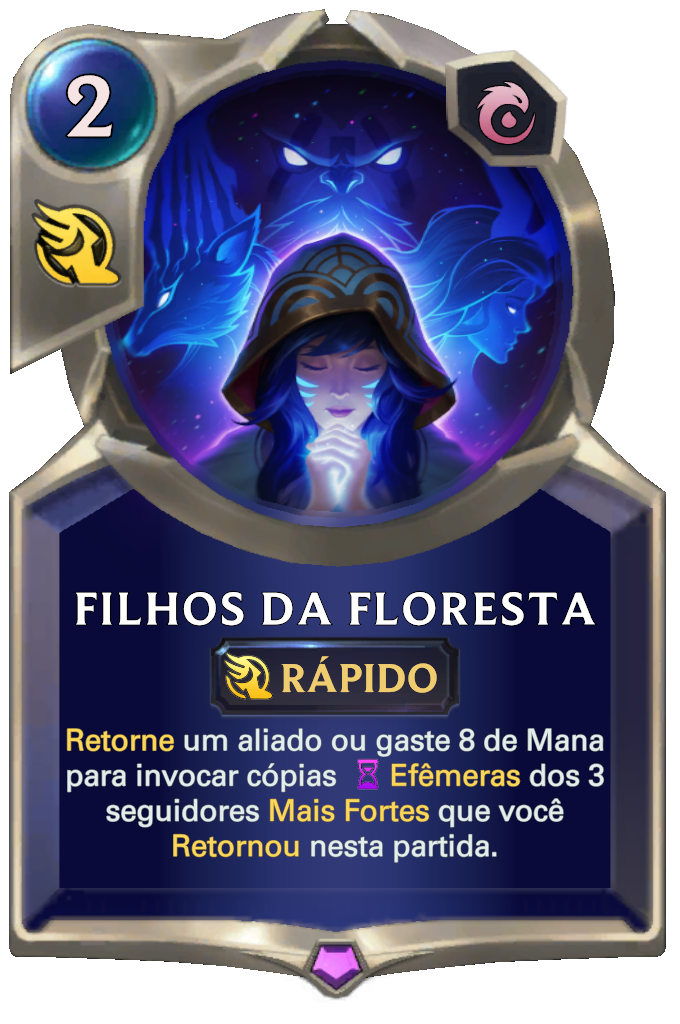 2
FILHOS DA FLORESTA
RÁPIDO
Retorne um aliado ou gaste 8 de Mana
para invocar cópias Efêmeras dos 3
seguidores Mais Fortes que você
Retornou nesta partida.